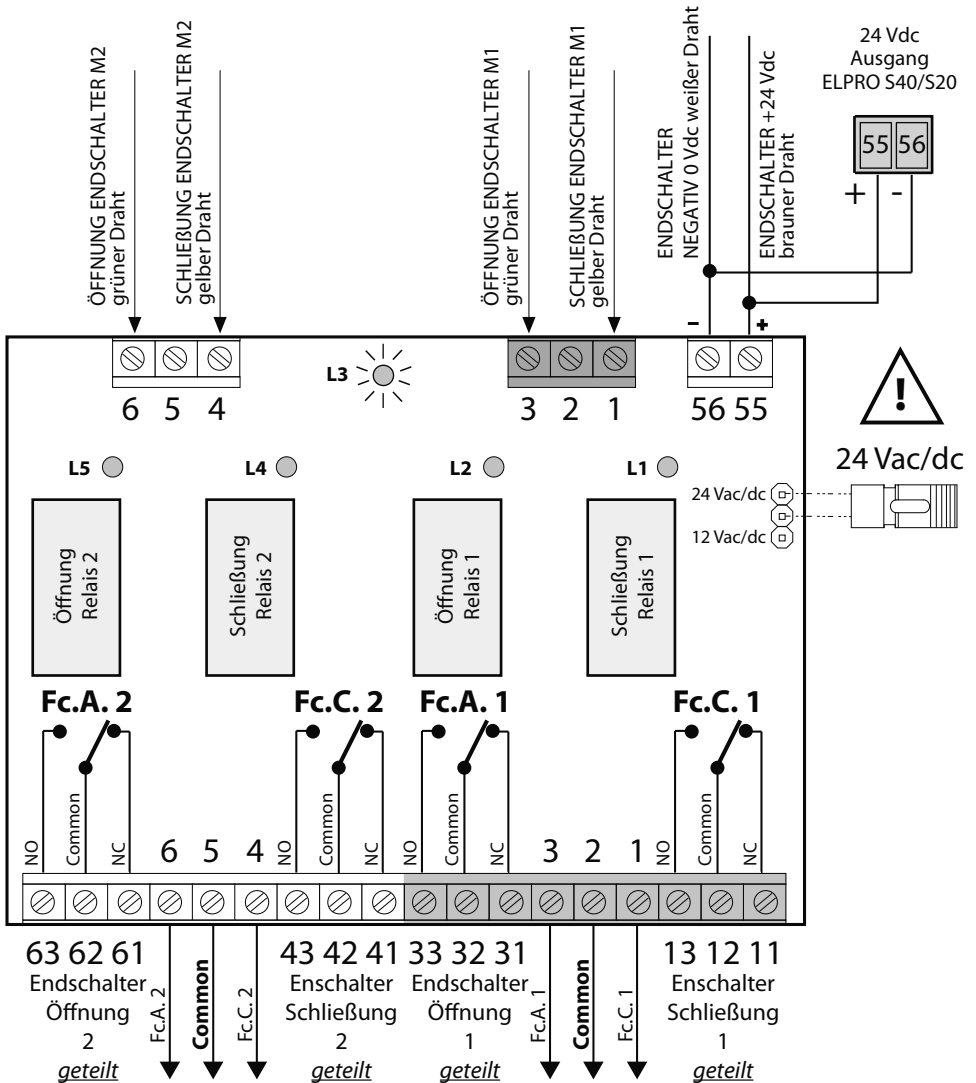 ÖFFNUNG ENDSCHALTER M2
grüner Draht
SCHLIEßUNG ENDSCHALTER M2
gelber Draht
ÖFFNUNG ENDSCHALTER M1
grüner Draht
SCHLIEßUNG ENDSCHALTER M1
gelber Draht
ENDSCHALTER
NEGATIV 0 Vdc weißer Draht
ENDSCHALTER +24 Vdc
brauner Draht
24 Vdc
Ausgang
ELPRO S40/S20
55 56
+ -
- +
6 5 4
L3
3 2 1
56 55
!
24 Vac/dc
L5
L4
L2
L1
24 Vac/dc
12 Vac/dc
Öffnung
Relais 2
Schließung
Relais 2
Öffnung
Relais 1
Schließung
Relais 1
Fc.A. 2
Fc.C. 2
Fc.A. 1
Fc.C. 1
NO
Common
NC
6 5 4
NO
Common
NC
NO
Common
NC
3 2 1
NO
Common
NC
63 62 61
Endschalter
Öffnung
2
geteilt
Fc.A. 2
Common
Fc.C. 2
43 42 41
Enschalter
Schließung
2
geteilt
33 32 31
Endschalter
Öffnung
1
geteilt
Fc.A. 1
Common
Fc.C. 1
13 12 11
Enschalter
Schließung
1
geteilt